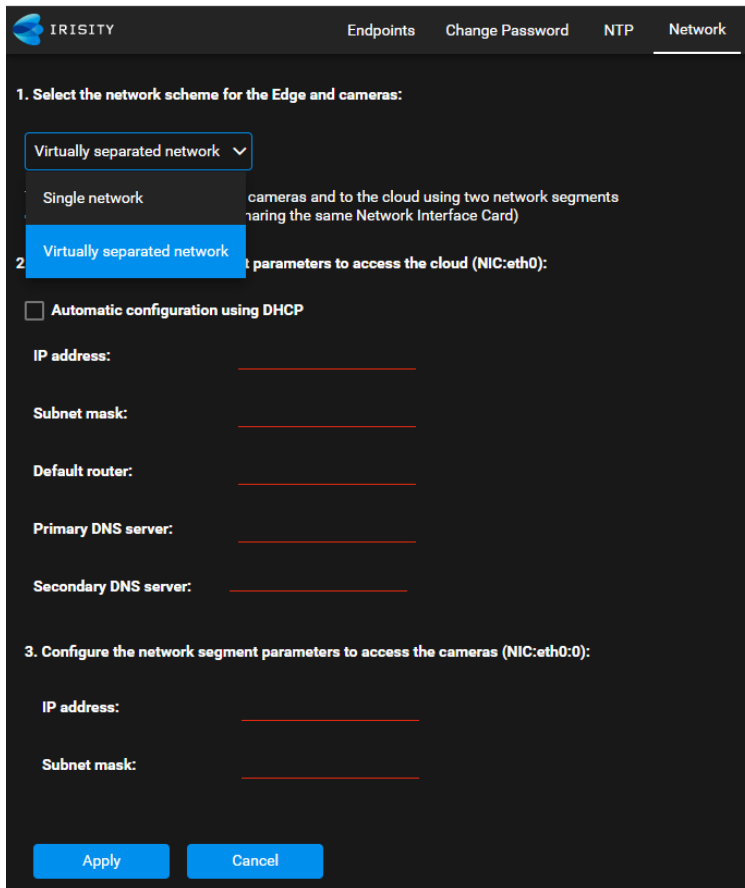 IRISITY
Endpoints Change Password NTP Network
1. Select the network scheme for the Edge and cameras:
Virtually separated network
Single network
cameras and to the cloud using two network segments
haring the same Network Interface Card)
Virtually separated network
2
t parameters to access the cloud (NIC:eth0):
Automatic configuration using DHCP
IP address:
Subnet mask:
Default router:
Primary DNS server:
Secondary DNS server:
3. Configure the network segment parameters to access the cameras (NIC:eth0:0):
IP address:
Subnet mask:
Apply Cancel